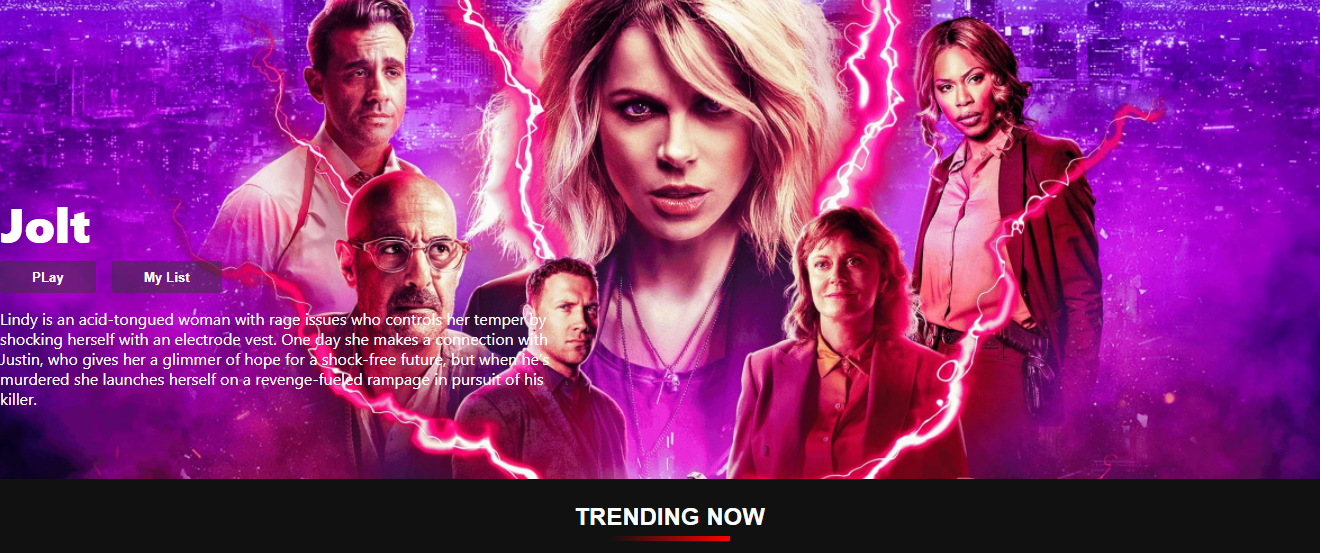 Jolt
PLay
My List
Lindy is an acid-tongued woman with rage issues who controls her temper by
shocking herself with an electrode vest. One day she makes a connection with
Justin, who gives her a glimmer of hope for a shock-free future, but when he's
murdered she launches herself on a revenge-fueled rampage in pursuit of his
killer.
TRENDING NOW